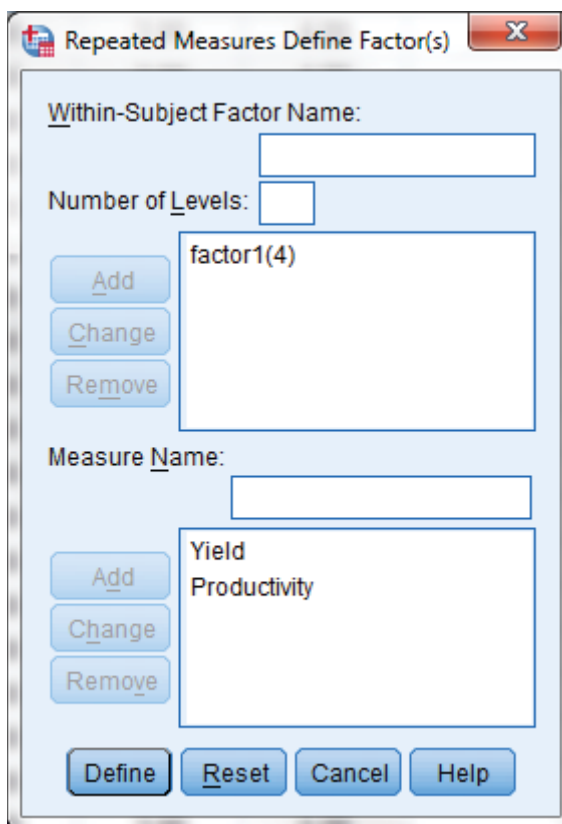 Repeated Measures Define Factor(s)
Within-Subject Factor Name:
Number of Levels:
factor1(4)
Add
Change
Remove
Measure Name:
Yield
Productivity
Add
Change
Remove
Define Reset Cancel Help